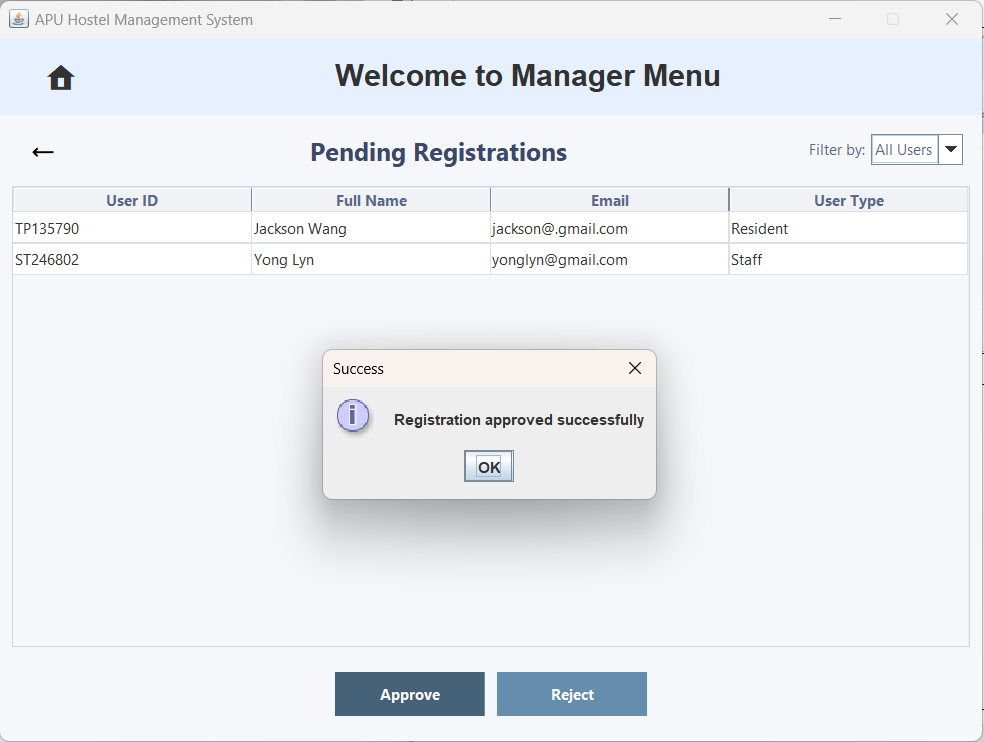 APU Hostel Management System
Welcome to Manager Menu
Pending Registrations
Filter by: All Users
User ID Full Name Email User Type
TP135790 Jackson Wang jackson@.gmail.com Resident
ST246802 Yong Lyn yonglyn@gmail.com Staff
Success
i Registration approved successfully
OK
Approve Reject